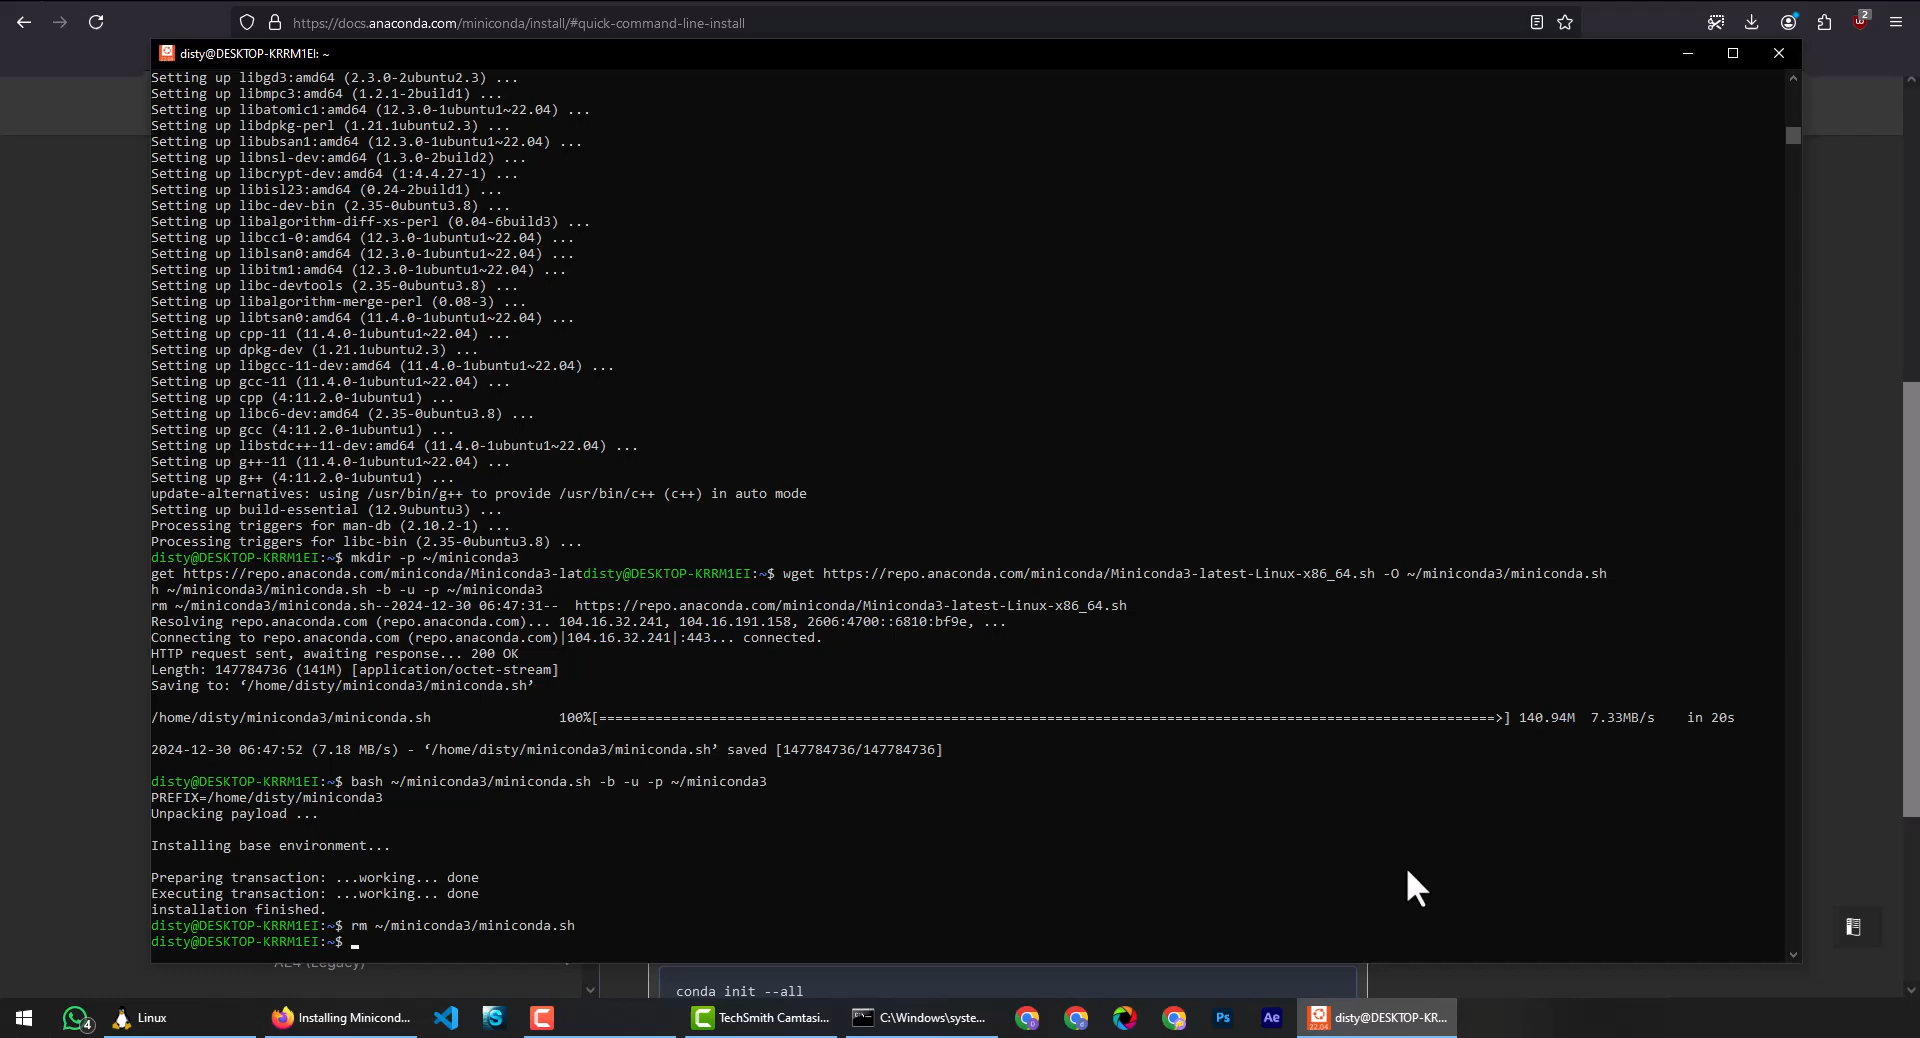 https://docs.anaconda.com/miniconda/install/#quick-command-line-install
2
disty@DESKTOP-KRRM1EI: ~
Setting up libgd3:amd64 (2.3.0-2ubuntu2.3) ...
Setting up libmpc3:amd64 (1.2.1-2build1) ...
Setting up libatomic1:amd64 (12.3.0-1ubuntu1~22.04) ...
Setting up libdpkg-perl (1.21.1ubuntu2.3) ...
Setting up libubsan1:amd64 (12.3.0-1ubuntu1~22.04) ...
Setting up libnsl-dev:amd64 (1.3.0-2build2) ...
Setting up libcrypt-dev:amd64 (1:4.4.27-1) ...
Setting up libisl23:amd64 (0.24-2build1) ...
Setting up libc-dev-bin (2.35-0ubuntu3.8) ...
Setting up libalgorithm-diff-xs-perl (0.04-6build3) ...
Setting up libcc1-0:amd64 (12.3.0-1ubuntu1~22.04) ...
Setting up liblsan0:amd64 (12.3.0-1ubuntu1~22.04) ...
Setting up libitm1:amd64 (12.3.0-1ubuntu1~22.04) ...
Setting up libc-devtools (2.35-0ubuntu3.8) ...
Setting up libalgorithm-merge-perl (0.08-3) ...
Setting up libtsan0:amd64 (11.4.0-1ubuntu1~22.04) ...
Setting up cpp-11 (11.4.0-1ubuntu1~22.04) ...
Setting up dpkg-dev (1.21.1ubuntu2.3) ...
Setting up libgcc-11-dev:amd64 (11.4.0-1ubuntu1~22.04) ...
Setting up gcc-11 (11.4.0-1ubuntu1~22.04) ...
Setting up cpp (4:11.2.0-1ubuntu1) ...
Setting up libc6-dev:amd64 (2.35-0ubuntu3.8) ...
Setting up gcc (4:11.2.0-1ubuntu1) ...
Setting up libstdc++-11-dev:amd64 (11.4.0-1ubuntu1~22.04) ...
Setting up g++-11 (11.4.0-1ubuntu1~22.04) ...
Setting up g++ (4:11.2.0-1ubuntu1) ...
update-alternatives: using /usr/bin/g++ to provide /usr/bin/c++ (c++) in auto mode
Setting up build-essential (12.9ubuntu3) ...
Processing triggers for man-db (2.10.2-1) ...
Processing triggers for libc-bin (2.35-0ubuntu3.8) ...
disty@DESKTOP-KRRM1EI:~$ mkdir -p ~/miniconda3
get https://repo.anaconda.com/miniconda/Miniconda3-latdisty@DESKTOP-KRRM1EI:~$ wget https://repo.anaconda.com/miniconda/Miniconda3-latest-Linux-x86_64.sh -O ~/miniconda3/miniconda.sh
h ~/miniconda3/miniconda.sh -b -u -p ~/miniconda3
rm ~/miniconda3/miniconda.sh--2024-12-30 06:47:31--  https://repo.anaconda.com/miniconda/Miniconda3-latest-Linux-x86_64.sh
Resolving repo.anaconda.com (repo.anaconda.com)... 104.16.32.241, 104.16.191.158, 2606:4700::6810:bf9e, ...
Connecting to repo.anaconda.com (repo.anaconda.com)|104.16.32.241|:443... connected.
HTTP request sent, awaiting response... 200 OK
Length: 147784736 (141M) [application/octet-stream]
Saving to: ‘/home/disty/miniconda3/miniconda.sh’
/home/disty/miniconda3/miniconda.sh 100%[================================================================================================================>] 140.94M 7.33MB/s in 20s
2024-12-30 06:47:52 (7.18 MB/s) - ‘/home/disty/miniconda3/miniconda.sh’ saved [147784736/147784736]
disty@DESKTOP-KRRM1EI:~$ bash ~/miniconda3/miniconda.sh -b -u -p ~/miniconda3
PREFIX=/home/disty/miniconda3
Unpacking payload ...
Installing base environment...
Preparing transaction: ...working... done
Executing transaction: ...working... done
installation finished.
disty@DESKTOP-KRRM1EI:~$ rm ~/miniconda3/miniconda.sh
disty@DESKTOP-KRRM1EI:~$ _
AE4 (Legacy)
conda init --all
4
Linux
Installing Minicond...
TechSmith Camtasi...
C:\Windows\syste...
Ps
Ae
22.04
disty@DESKTOP-KR...